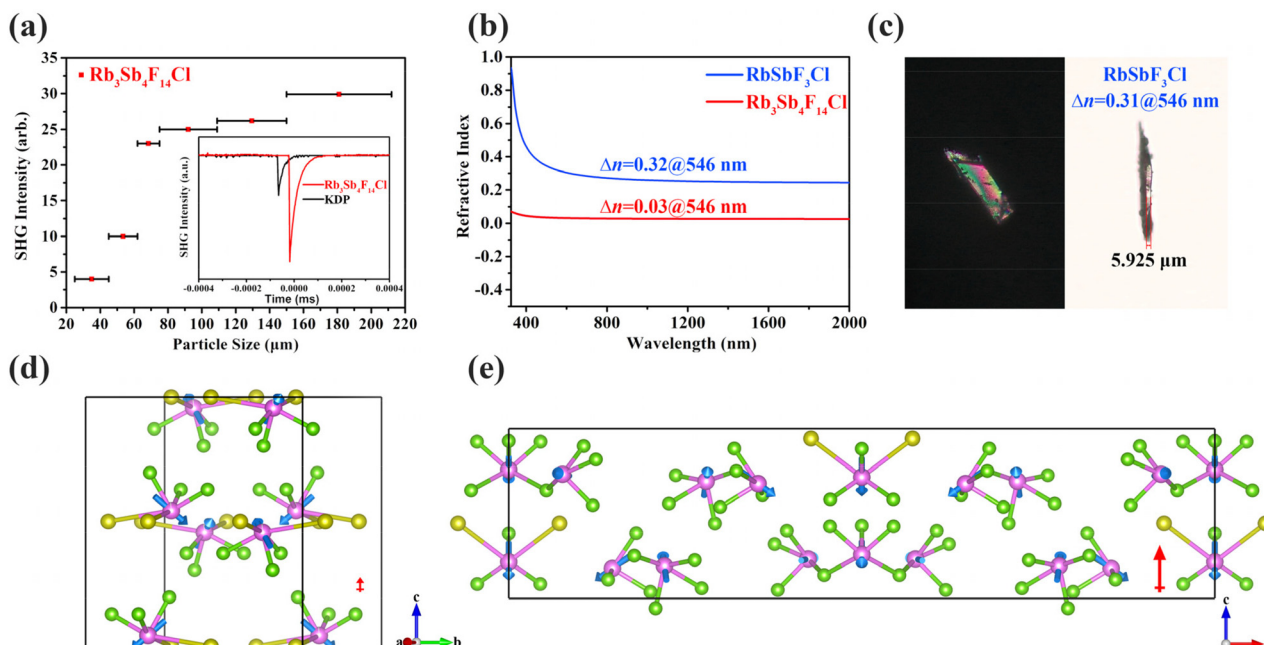 (a)
SHG Intensity (arb.)
35
30
25
20
15
10
5
0
20 40 60 80 100 120 140 160 180 200 220
Particle Size (μm)
Rb₃Sb₄F₁₄Cl
SHG Intensity (a.u.)
Rb₃Sb₄F₁₄Cl
KDP
-0.0004 -0.0002 0.0000 0.0002 0.0004
Time (ms)
(b)
Refractive Index
1.0
0.8
0.6
0.4
0.2
0.0
-0.2
-0.4
400 800 1200 1600 2000
Wavelength (nm)
RbSbF₃Cl
Rb₃Sb₄F₁₄Cl
Δn=0.32@546 nm
Δn=0.03@546 nm
(c)
RbSbF₃Cl
Δn=0.31@546 nm
5.925 μm
(d)
c
a
b
(e)
c